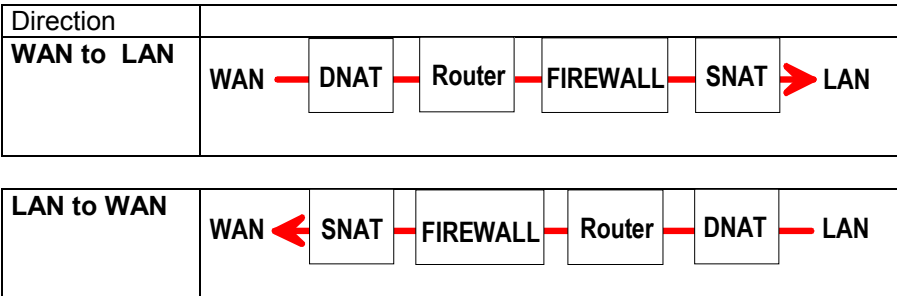 Direction
WAN to LAN
WAN DNAT Router FIREWALL SNAT LAN
LAN to WAN
WAN SNAT FIREWALL Router DNAT LAN